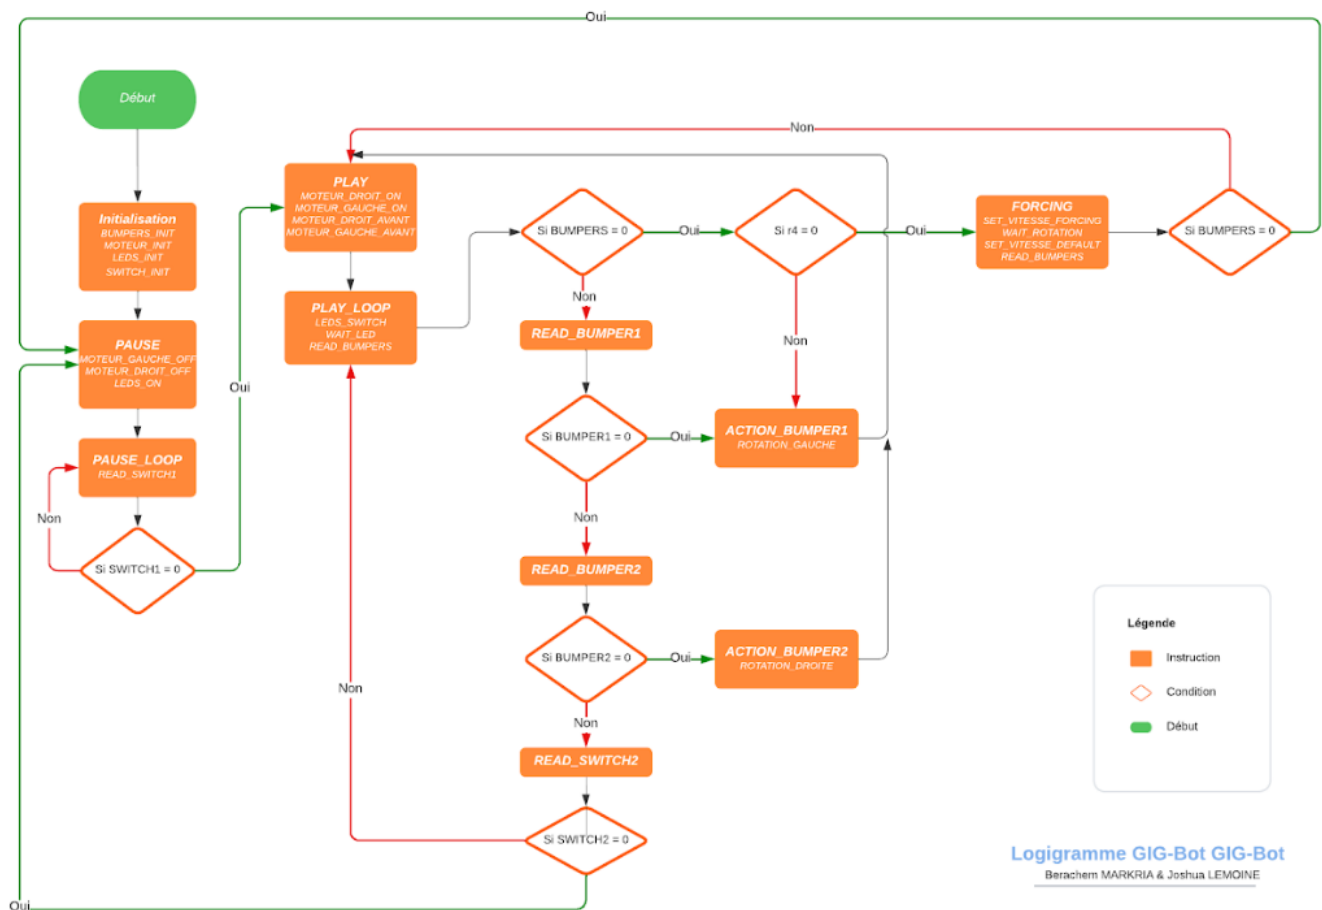 Oui
Début
Non
PLAY
MOTEUR_DROIT_ON
MOTEUR_GAUCHE_ON
MOTEUR_DROIT_AVANT
MOTEUR_GAUCHE_AVANT
Initialisation
BUMPERS_INIT
MOTEUR_INIT
LEDS_INIT
SWITCH_INIT
Si BUMPERS = 0
Oui
Si r4 = 0
Oui
FORCING
SET_VITESSE_FORCING
WAIT_ROTATION
SET_VITESSE_DEFAULT
READ_BUMPERS
Si BUMPERS = 0
Non
PLAY_LOOP
LEDS_SWITCH
WAIT_LED
READ_BUMPERS
READ_BUMPER1
Non
PAUSE
MOTEUR_GAUCHE_OFF
MOTEUR_DROIT_OFF
LEDS_ON
Oui
PAUSE_LOOP
READ_SWITCH1
Si BUMPER1 = 0
Oui
ACTION_BUMPER1
ROTATION_GAUCHE
Non
Non
Si SWITCH1 = 0
READ_BUMPER2
Si BUMPER2 = 0
Oui
ACTION_BUMPER2
ROTATION_DROITE
Non
Non
READ_SWITCH2
Si SWITCH2 = 0
Oui
Légende
Instruction
Condition
Début
Logigramme GIG-Bot GIG-Bot
Berachem MARKRIA & Joshua LEMOINE